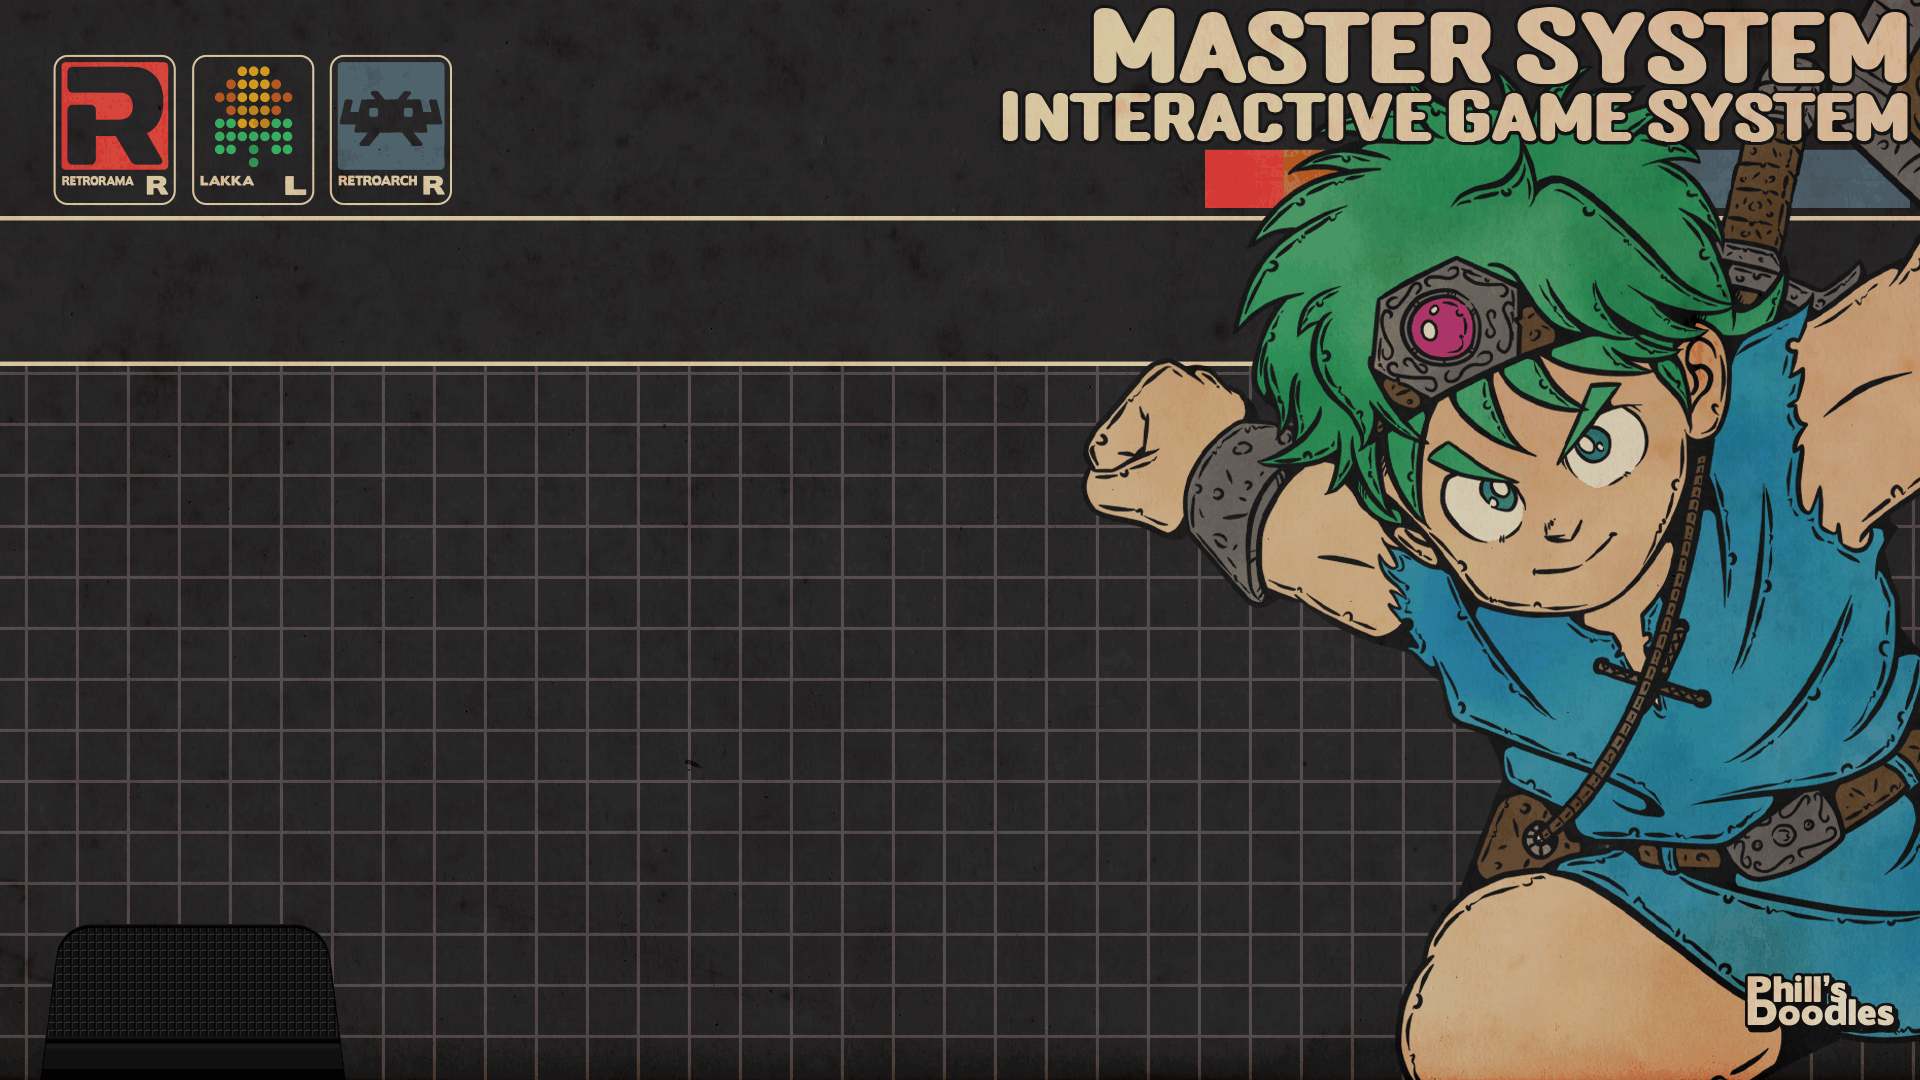 MASTER SYSTEM
INTERACTIVE GAME SYSTEM
R
RETRORAMA R
LAKKA L
RETROARCH R
Phill's
Doodles